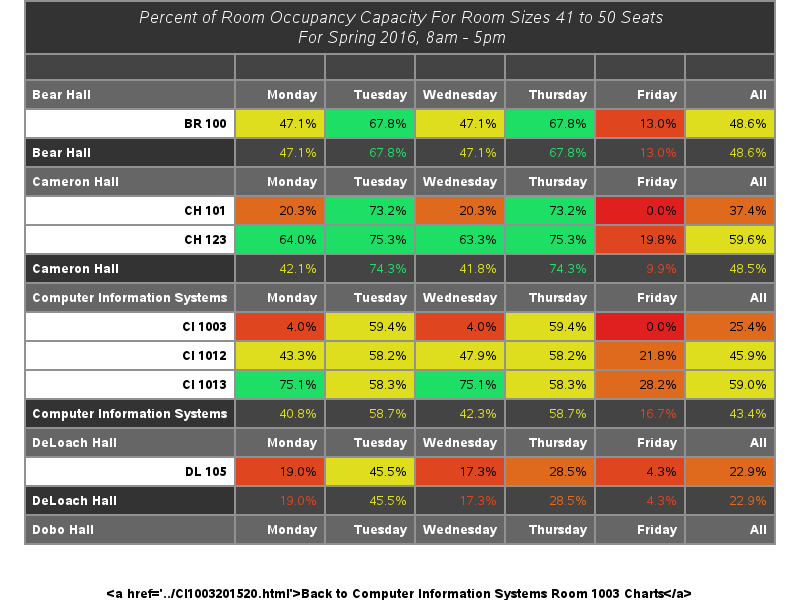 Percent of Room Occupancy Capacity For Room Sizes 41 to 50 Seats
For Spring 2016, 8am - 5pm
Bear Hall Monday Tuesday Wednesday Thursday Friday All
BR 100 47.1% 67.8% 47.1% 67.8% 13.0% 48.6%
Bear Hall 47.1% 67.8% 47.1% 67.8% 13.0% 48.6%
Cameron Hall Monday Tuesday Wednesday Thursday Friday All
CH 101 20.3% 73.2% 20.3% 73.2% 0.0% 37.4%
CH 123 64.0% 75.3% 63.3% 75.3% 19.8% 59.6%
Cameron Hall 42.1% 74.3% 41.8% 74.3% 9.9% 48.5%
Computer Information Systems Monday Tuesday Wednesday Thursday Friday All
CI 1003 4.0% 59.4% 4.0% 59.4% 0.0% 25.4%
CI 1012 43.3% 58.2% 47.9% 58.2% 21.8% 45.9%
CI 1013 75.1% 58.3% 75.1% 58.3% 28.2% 59.0%
Computer Information Systems 40.8% 58.7% 42.3% 58.7% 16.7% 43.4%
DeLoach Hall Monday Tuesday Wednesday Thursday Friday All
DL 105 19.0% 45.5% 17.3% 28.5% 4.3% 22.9%
DeLoach Hall 19.0% 45.5% 17.3% 28.5% 4.3% 22.9%
Dobo Hall Monday Tuesday Wednesday Thursday Friday All
<a href='../CI1003201520.html'>Back to Computer Information Systems Room 1003 Charts</a>